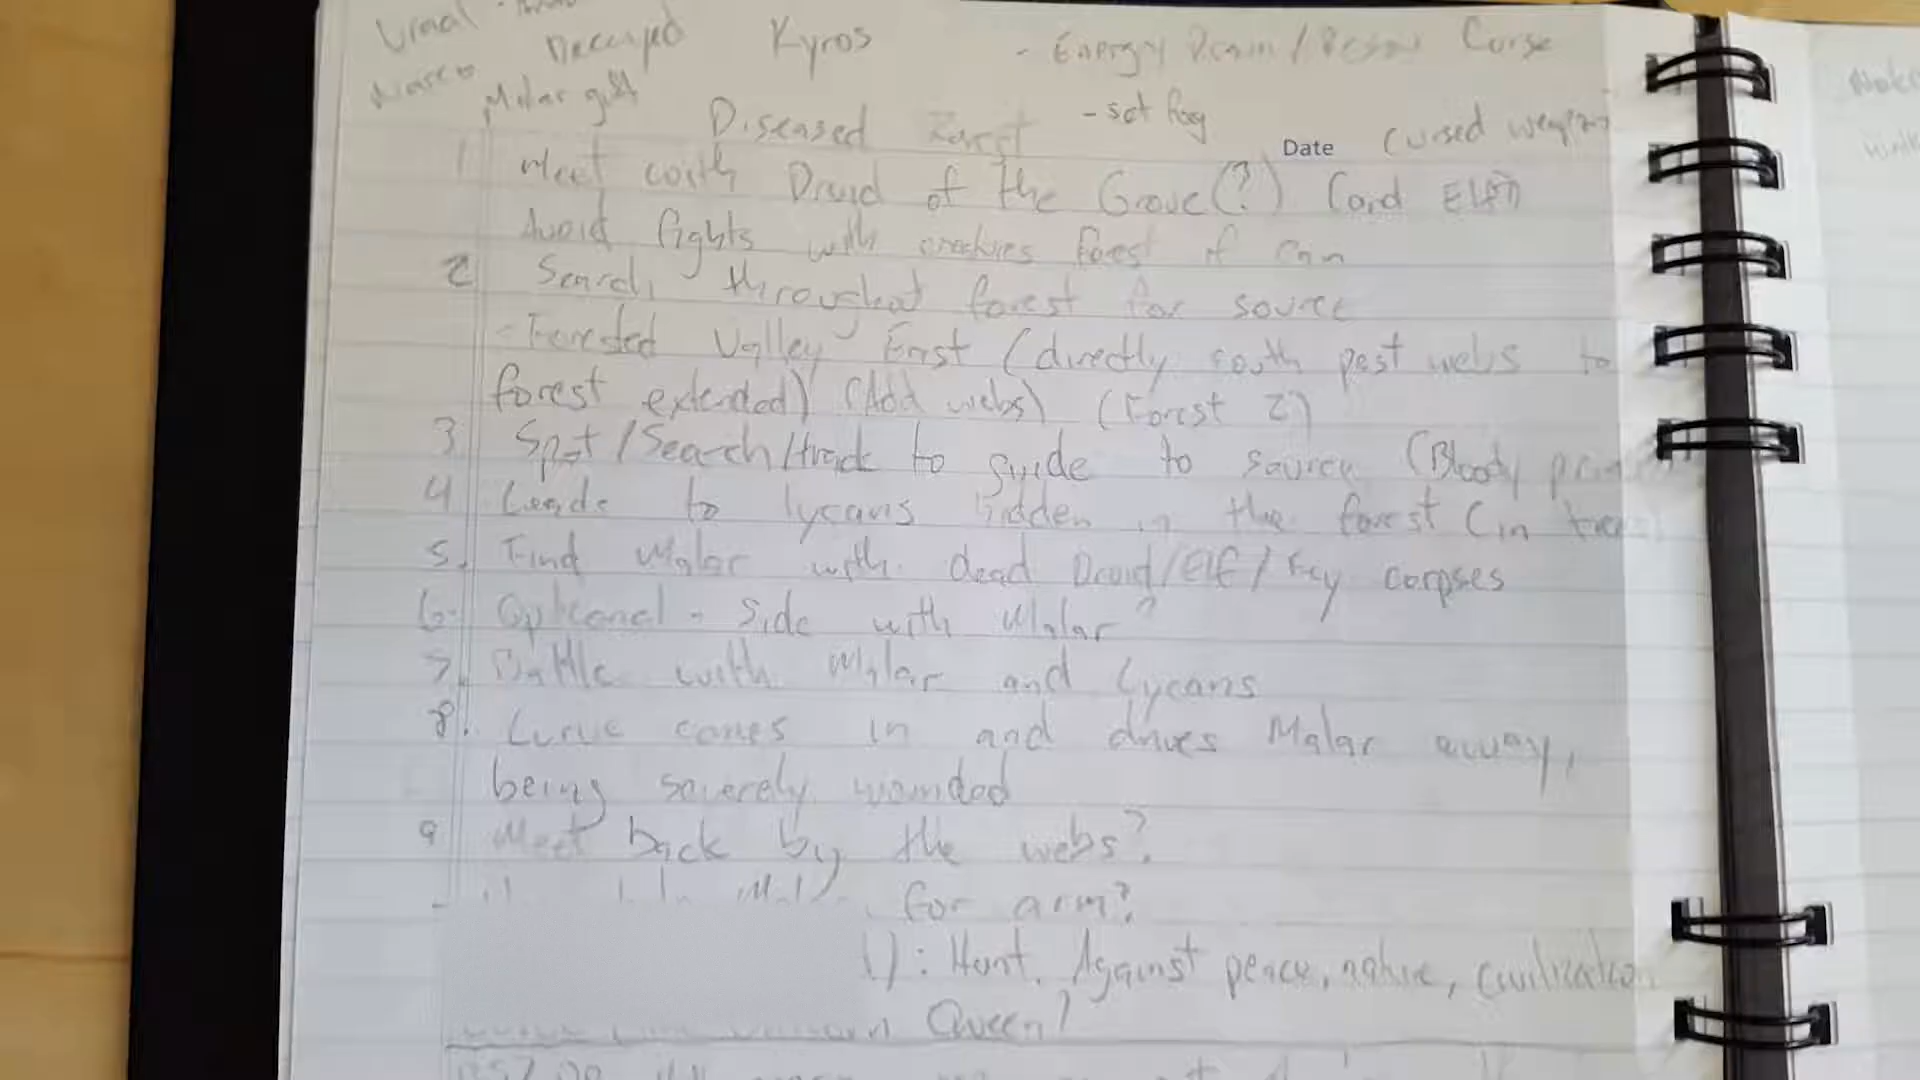 Kyros - Energy Drain / Curse
Malar gift
Diseased Forest - set fog
Date Cursed weapon
1 Meet with Druid of the Grove (?) (and Elf?)
Avoid fights with creatures forest if can
2 Search throughout forest for source
- Forested Valley East (directly south past webs to
forest extended) (Add webs) (Forest 2)
3 Spot / Search / track to guide to source (Bloody
4 Leads to lycans hidden in the forest (in
5. Find Malar with dead Druid / Elf / Fey corpses
6. Optional - Side with Malar?
7. Battle with Malar and Lycans
8. comes in and drives Malar away,
being severely wounded
9 Meet back by the webs?
for arm?
: Hunt. Against peace, nature, civilization
Queen?